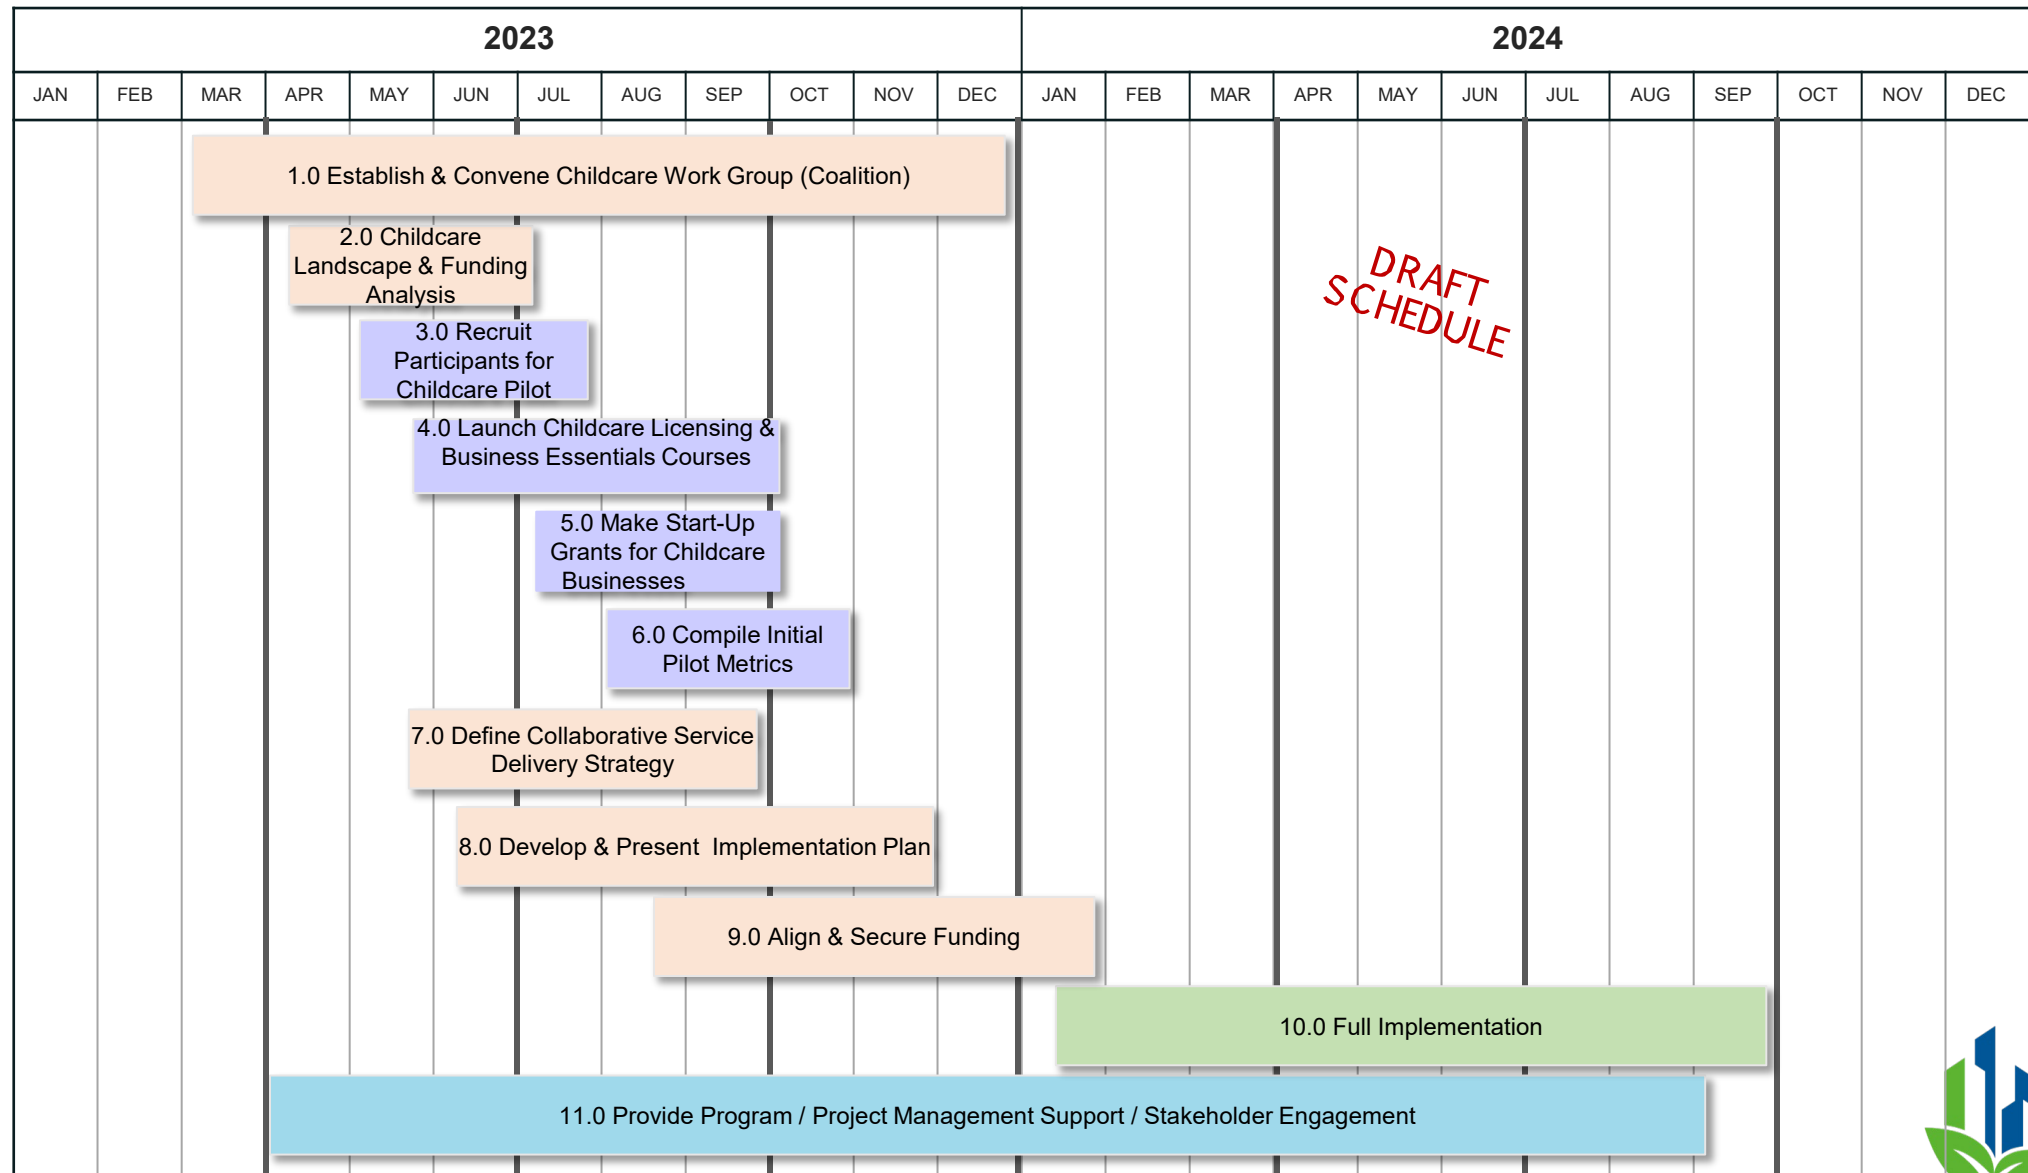 2023 2024
JAN FEB MAR APR MAY JUN JUL AUG SEP OCT NOV DEC JAN FEB MAR APR MAY JUN JUL AUG SEP OCT NOV DEC
1.0 Establish & Convene Childcare Work Group (Coalition)
2.0 Childcare
Landscape & Funding
Analysis
DRAFT
SCHEDULE
3.0 Recruit
Participants for
Childcare Pilot
4.0 Launch Childcare Licensing &
Business Essentials Courses
5.0 Make Start-Up
Grants for Childcare
Businesses
6.0 Compile Initial
Pilot Metrics
7.0 Define Collaborative Service
Delivery Strategy
8.0 Develop & Present  Implementation Plan
9.0 Align & Secure Funding
10.0 Full Implementation
11.0 Provide Program / Project Management Support / Stakeholder Engagement